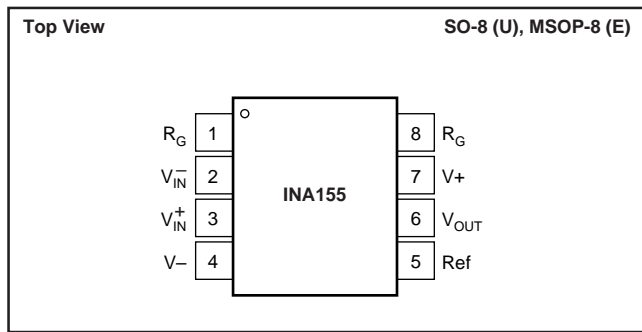 Top View SO-8 (U), MSOP-8 (E)
R_G 1 8 R_G
V_IN^– 2 7 V+
INA155
V_IN^+ 3 6 V_OUT
V– 4 5 Ref